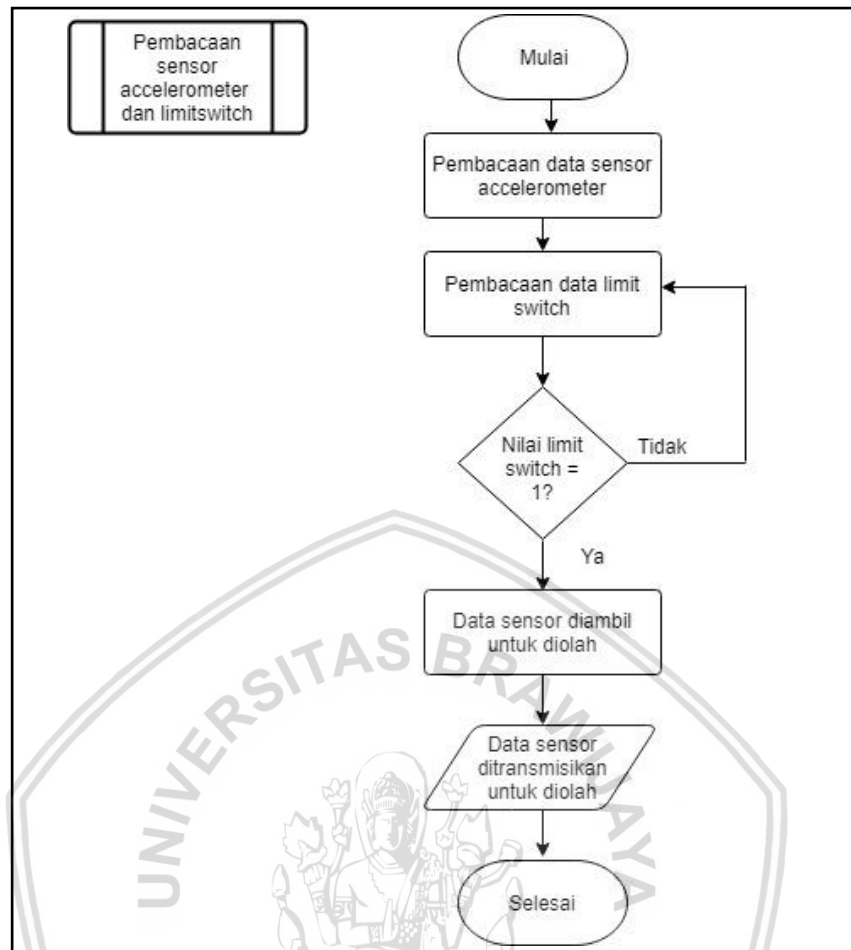 Pembacaan
sensor
accelerometer
dan limitswitch
Mulai
Pembacaan data sensor
accelerometer
Pembacaan data limit
switch
Nilai limit
switch =
1?
Tidak
Ya
Data sensor diambil
untuk diolah
Data sensor
ditransmisikan
untuk diolah
Selesai
UNIVERSITAS BRAWIJAYA